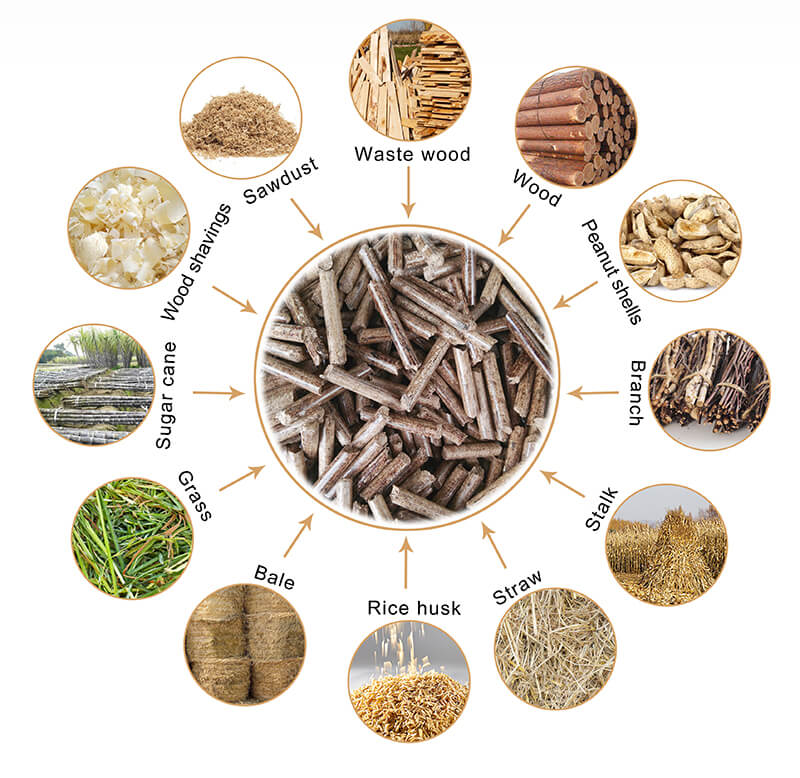 Waste wood
Wood
Peanut shells
Branch
Stalk
Straw
Rice husk
Bale
Grass
Sugar cane
Wood shavings
Sawdust